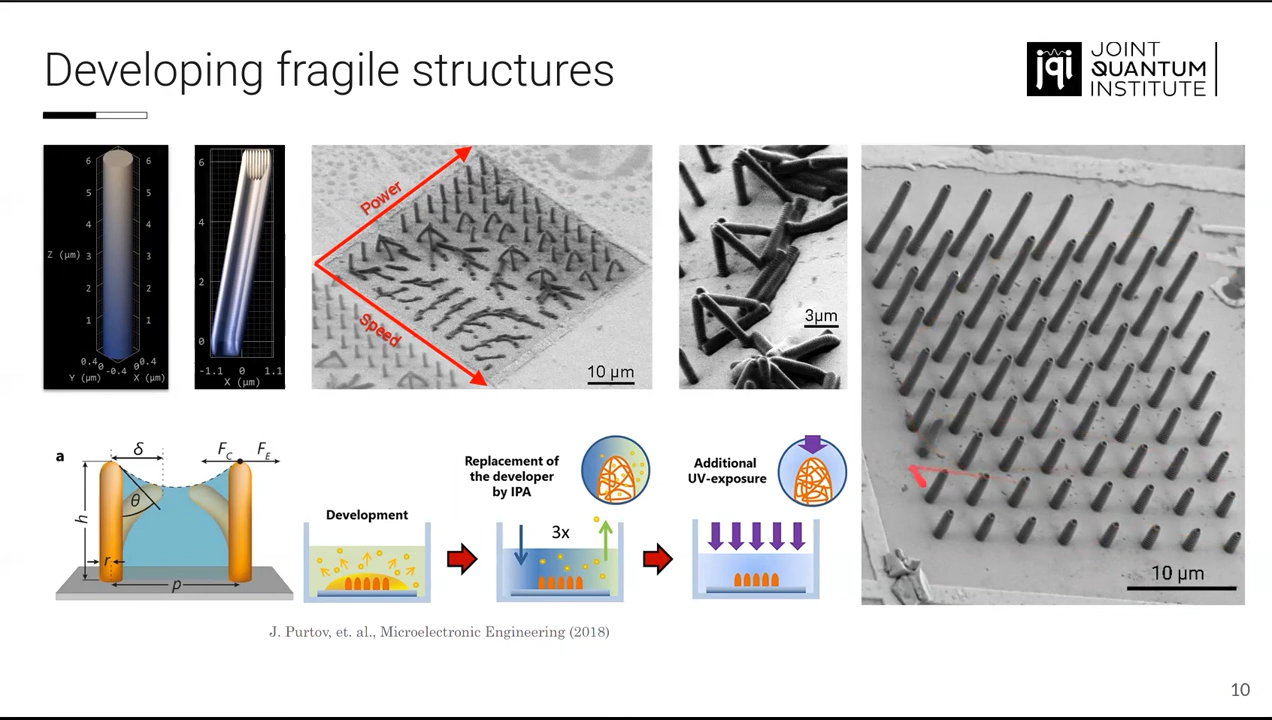 Developing fragile structures
jqi
JOINT
QUANTUM
INSTITUTE
6
5
4
3
2
1
0.4
0
-0.4
Z (μm)
Y (μm)
6
5
4
3
2
1
0.4
0
X (μm)
6
4
2
0
-1.1 0 1.1
X (μm)
Power
Speed
10 μm
3μm
10 μm
a
δ
F_C F_E
θ
h
r
p
Development
Replacement of
the developer
by IPA
3x
Additional
UV-exposure
J. Purtov, et. al., Microelectronic Engineering (2018)
10